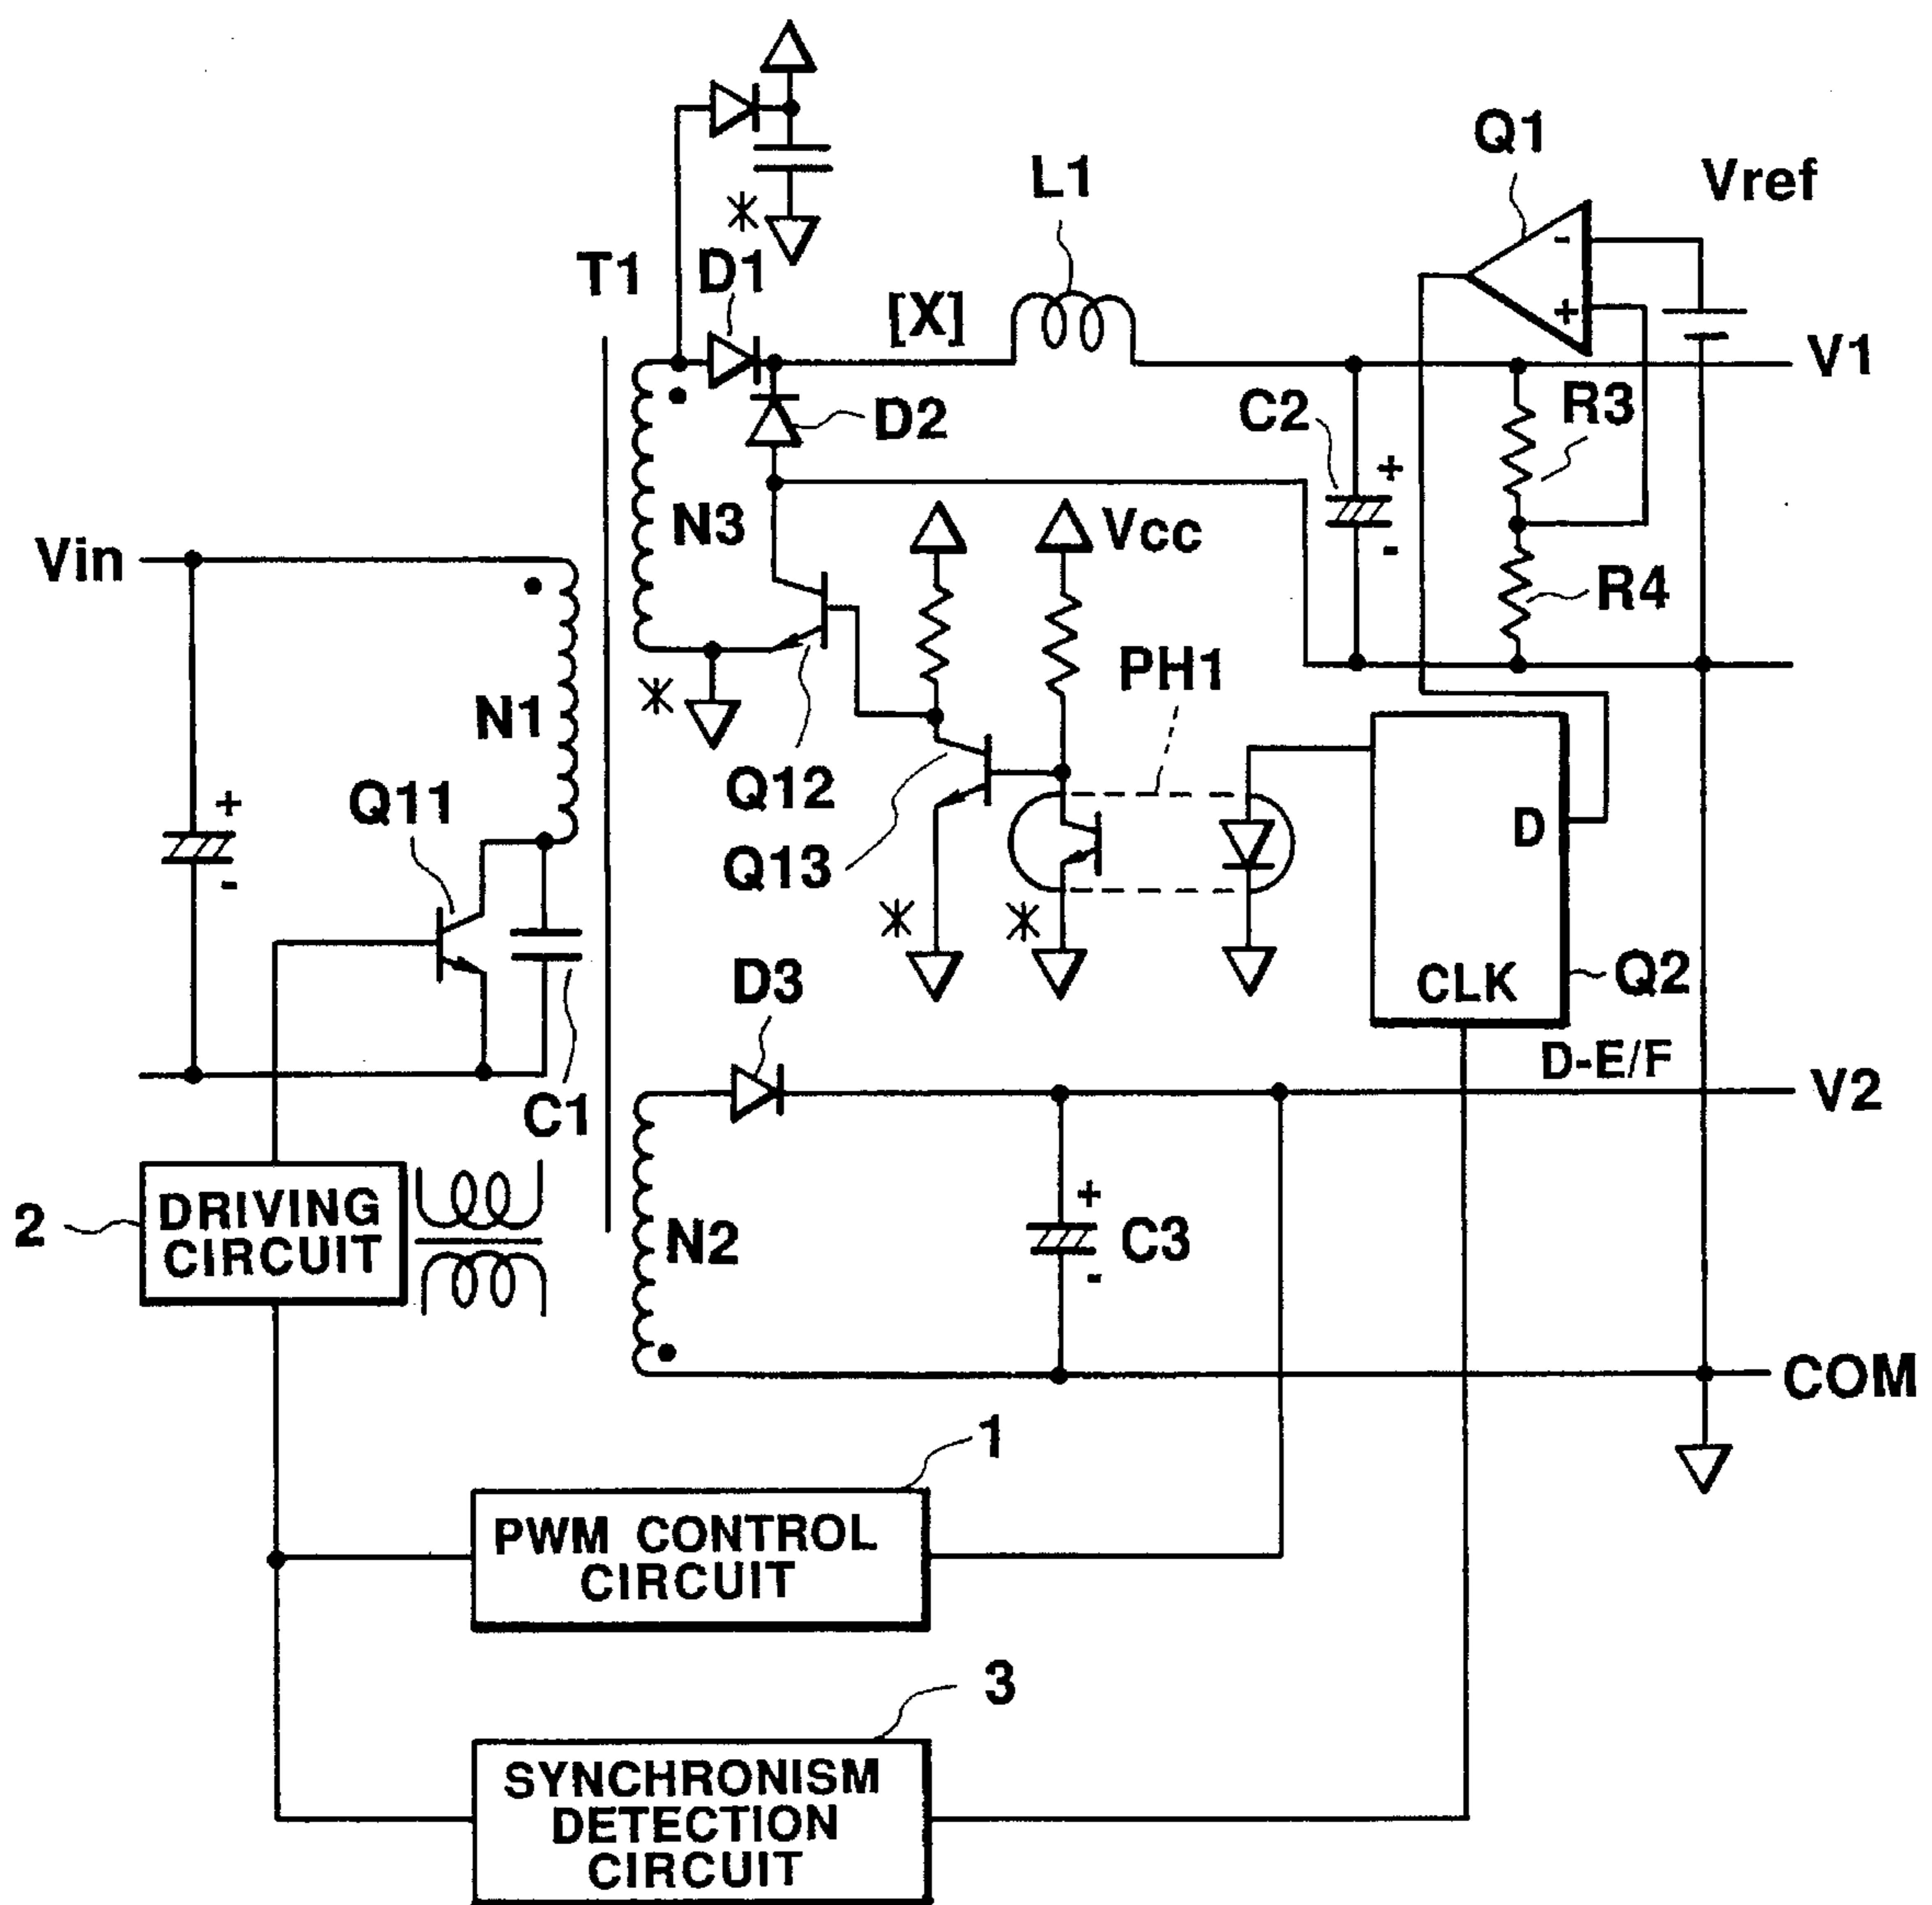 Q1
Vref
L1
T1
D1
[X]
-
+
V1
D2
C2
R3
+
N3
Vcc
-
Vin
R4
PH1
N1
Q12
Q11
+
D
Q13
-
D3
CLK
Q2
D-E/F
V2
C1
+
2
DRIVING
CIRCUIT
N2
C3
-
COM
1
PWM CONTROL
CIRCUIT
3
SYNCHRONISM
DETECTION
CIRCUIT